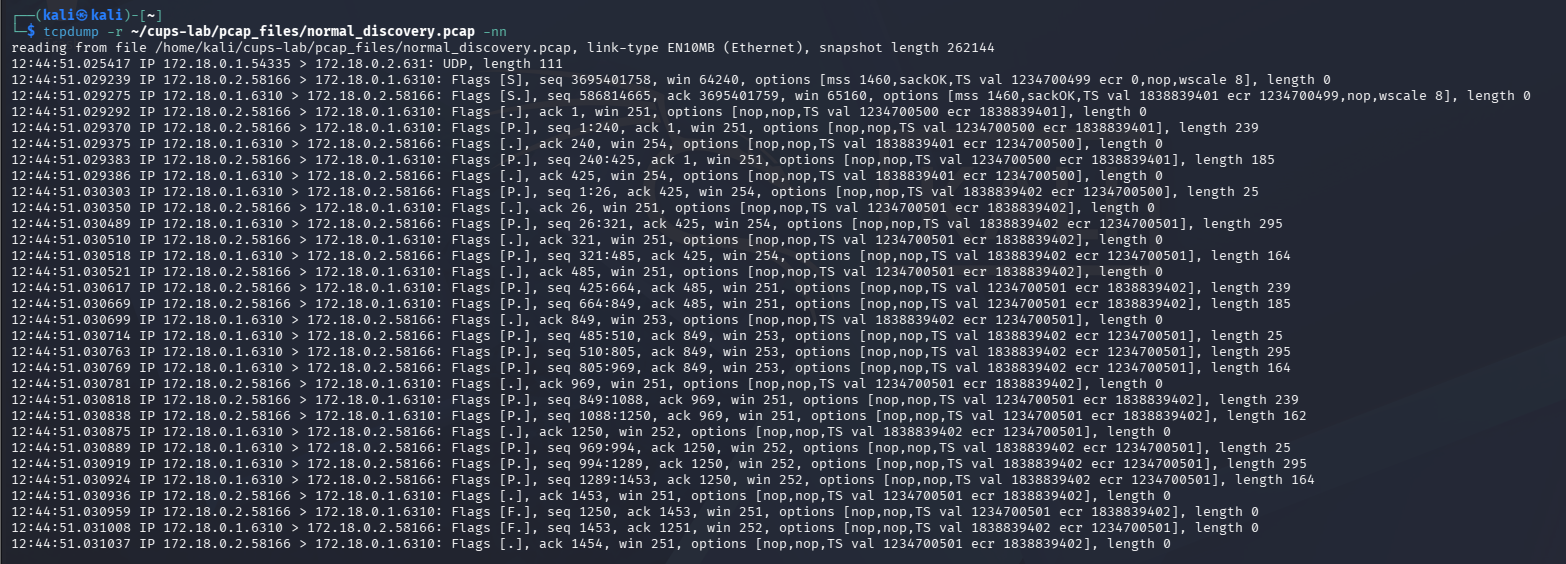 ┌──(kali㉿kali)-[~]
└─$ tcpdump -r ~/cups-lab/pcap_files/normal_discovery.pcap -nn
reading from file /home/kali/cups-lab/pcap_files/normal_discovery.pcap, link-type EN10MB (Ethernet), snapshot length 262144
12:44:51.025417 IP 172.18.0.1.54335 > 172.18.0.2.631: UDP, length 111
12:44:51.029239 IP 172.18.0.2.58166 > 172.18.0.1.6310: Flags [S], seq 3695401758, win 64240, options [mss 1460,sackOK,TS val 1234700499 ecr 0,nop,wscale 8], length 0
12:44:51.029275 IP 172.18.0.1.6310 > 172.18.0.2.58166: Flags [S.], seq 586814665, ack 3695401759, win 65160, options [mss 1460,sackOK,TS val 1838839401 ecr 1234700499,nop,wscale 8], length 0
12:44:51.029292 IP 172.18.0.2.58166 > 172.18.0.1.6310: Flags [.], ack 1, win 251, options [nop,nop,TS val 1234700500 ecr 1838839401], length 0
12:44:51.029370 IP 172.18.0.2.58166 > 172.18.0.1.6310: Flags [P.], seq 1:240, ack 1, win 251, options [nop,nop,TS val 1234700500 ecr 1838839401], length 239
12:44:51.029375 IP 172.18.0.1.6310 > 172.18.0.2.58166: Flags [.], ack 240, win 254, options [nop,nop,TS val 1838839401 ecr 1234700500], length 0
12:44:51.029383 IP 172.18.0.2.58166 > 172.18.0.1.6310: Flags [P.], seq 240:425, ack 1, win 251, options [nop,nop,TS val 1234700500 ecr 1838839401], length 185
12:44:51.029386 IP 172.18.0.1.6310 > 172.18.0.2.58166: Flags [.], ack 425, win 254, options [nop,nop,TS val 1838839401 ecr 1234700500], length 0
12:44:51.030303 IP 172.18.0.1.6310 > 172.18.0.2.58166: Flags [P.], seq 1:26, ack 425, win 254, options [nop,nop,TS val 1838839402 ecr 1234700500], length 25
12:44:51.030350 IP 172.18.0.2.58166 > 172.18.0.1.6310: Flags [.], ack 26, win 251, options [nop,nop,TS val 1234700501 ecr 1838839402], length 0
12:44:51.030489 IP 172.18.0.1.6310 > 172.18.0.2.58166: Flags [P.], seq 26:321, ack 425, win 254, options [nop,nop,TS val 1838839402 ecr 1234700501], length 295
12:44:51.030510 IP 172.18.0.2.58166 > 172.18.0.1.6310: Flags [.], ack 321, win 251, options [nop,nop,TS val 1234700501 ecr 1838839402], length 0
12:44:51.030518 IP 172.18.0.1.6310 > 172.18.0.2.58166: Flags [P.], seq 321:485, ack 425, win 254, options [nop,nop,TS val 1838839402 ecr 1234700501], length 164
12:44:51.030521 IP 172.18.0.2.58166 > 172.18.0.1.6310: Flags [.], ack 485, win 251, options [nop,nop,TS val 1234700501 ecr 1838839402], length 0
12:44:51.030617 IP 172.18.0.2.58166 > 172.18.0.1.6310: Flags [P.], seq 425:664, ack 485, win 251, options [nop,nop,TS val 1234700501 ecr 1838839402], length 239
12:44:51.030669 IP 172.18.0.2.58166 > 172.18.0.1.6310: Flags [P.], seq 664:849, ack 485, win 251, options [nop,nop,TS val 1234700501 ecr 1838839402], length 185
12:44:51.030699 IP 172.18.0.1.6310 > 172.18.0.2.58166: Flags [.], ack 849, win 253, options [nop,nop,TS val 1838839402 ecr 1234700501], length 0
12:44:51.030714 IP 172.18.0.1.6310 > 172.18.0.2.58166: Flags [P.], seq 485:510, ack 849, win 253, options [nop,nop,TS val 1838839402 ecr 1234700501], length 25
12:44:51.030763 IP 172.18.0.1.6310 > 172.18.0.2.58166: Flags [P.], seq 510:805, ack 849, win 253, options [nop,nop,TS val 1838839402 ecr 1234700501], length 295
12:44:51.030769 IP 172.18.0.1.6310 > 172.18.0.2.58166: Flags [P.], seq 805:969, ack 849, win 253, options [nop,nop,TS val 1838839402 ecr 1234700501], length 164
12:44:51.030781 IP 172.18.0.2.58166 > 172.18.0.1.6310: Flags [.], ack 969, win 251, options [nop,nop,TS val 1234700501 ecr 1838839402], length 0
12:44:51.030818 IP 172.18.0.2.58166 > 172.18.0.1.6310: Flags [P.], seq 849:1088, ack 969, win 251, options [nop,nop,TS val 1234700501 ecr 1838839402], length 239
12:44:51.030838 IP 172.18.0.2.58166 > 172.18.0.1.6310: Flags [P.], seq 1088:1250, ack 969, win 251, options [nop,nop,TS val 1234700501 ecr 1838839402], length 162
12:44:51.030875 IP 172.18.0.1.6310 > 172.18.0.2.58166: Flags [.], ack 1250, win 252, options [nop,nop,TS val 1838839402 ecr 1234700501], length 0
12:44:51.030889 IP 172.18.0.1.6310 > 172.18.0.2.58166: Flags [P.], seq 969:994, ack 1250, win 252, options [nop,nop,TS val 1838839402 ecr 1234700501], length 25
12:44:51.030919 IP 172.18.0.1.6310 > 172.18.0.2.58166: Flags [P.], seq 994:1289, ack 1250, win 252, options [nop,nop,TS val 1838839402 ecr 1234700501], length 295
12:44:51.030924 IP 172.18.0.1.6310 > 172.18.0.2.58166: Flags [P.], seq 1289:1453, ack 1250, win 252, options [nop,nop,TS val 1838839402 ecr 1234700501], length 164
12:44:51.030936 IP 172.18.0.2.58166 > 172.18.0.1.6310: Flags [.], ack 1453, win 251, options [nop,nop,TS val 1234700501 ecr 1838839402], length 0
12:44:51.030959 IP 172.18.0.2.58166 > 172.18.0.1.6310: Flags [F.], seq 1250, ack 1453, win 251, options [nop,nop,TS val 1234700501 ecr 1838839402], length 0
12:44:51.031008 IP 172.18.0.1.6310 > 172.18.0.2.58166: Flags [F.], seq 1453, ack 1251, win 252, options [nop,nop,TS val 1838839402 ecr 1234700501], length 0
12:44:51.031037 IP 172.18.0.2.58166 > 172.18.0.1.6310: Flags [.], ack 1454, win 251, options [nop,nop,TS val 1234700501 ecr 1838839402], length 0